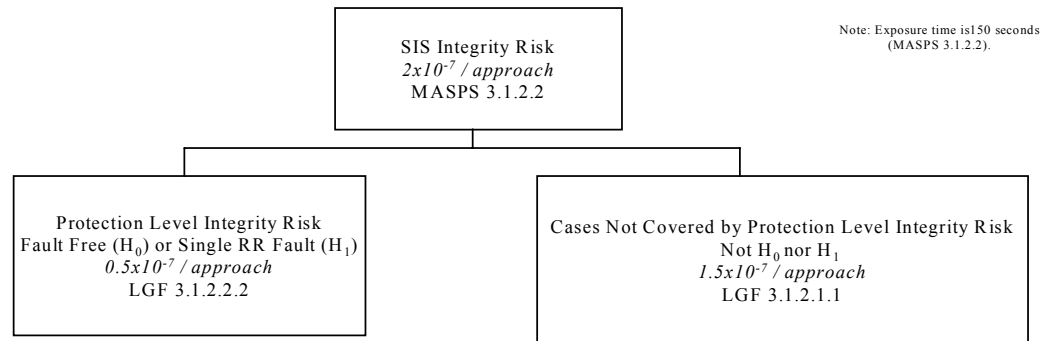 SIS Integrity Risk
2x10⁻⁷ / approach
MASPS 3.1.2.2
Note: Exposure time is150 seconds
(MASPS 3.1.2.2).
Protection Level Integrity Risk
Fault Free (H₀) or Single RR Fault (H₁)
0.5x10⁻⁷ / approach
LGF 3.1.2.2.2
Cases Not Covered by Protection Level Integrity Risk
Not H₀ nor H₁
1.5x10⁻⁷ / approach
LGF 3.1.2.1.1